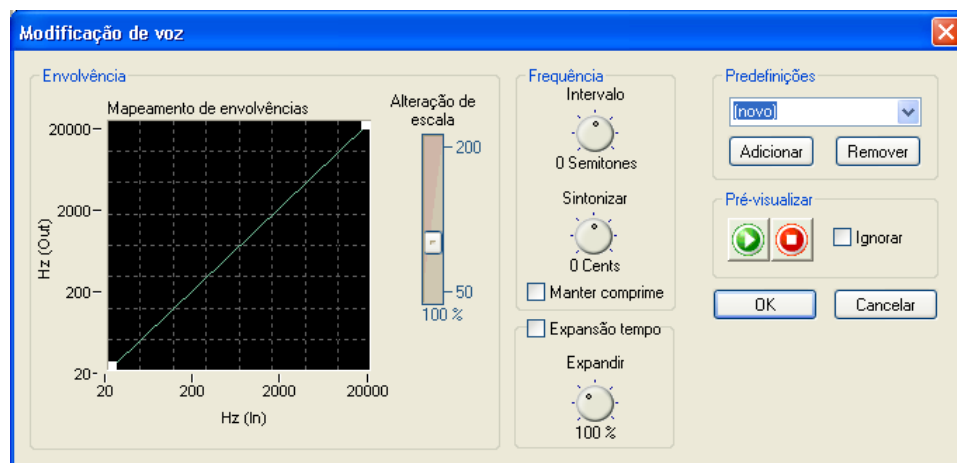 Modificação de voz
Envolvência
Mapeamento de envolvências
20000
2000
200
20
Hz (Out)
20
200
2000
20000
Hz (In)
Alteração de
escala
200
50
100 %
Frequência
Intervalo
0 Semitones
Sintonizar
0 Cents
Manter comprime
Expansão tempo
Expandir
100 %
Predefinições
(novo)
Adicionar
Remover
Pré-visualizar
Ignorar
OK
Cancelar